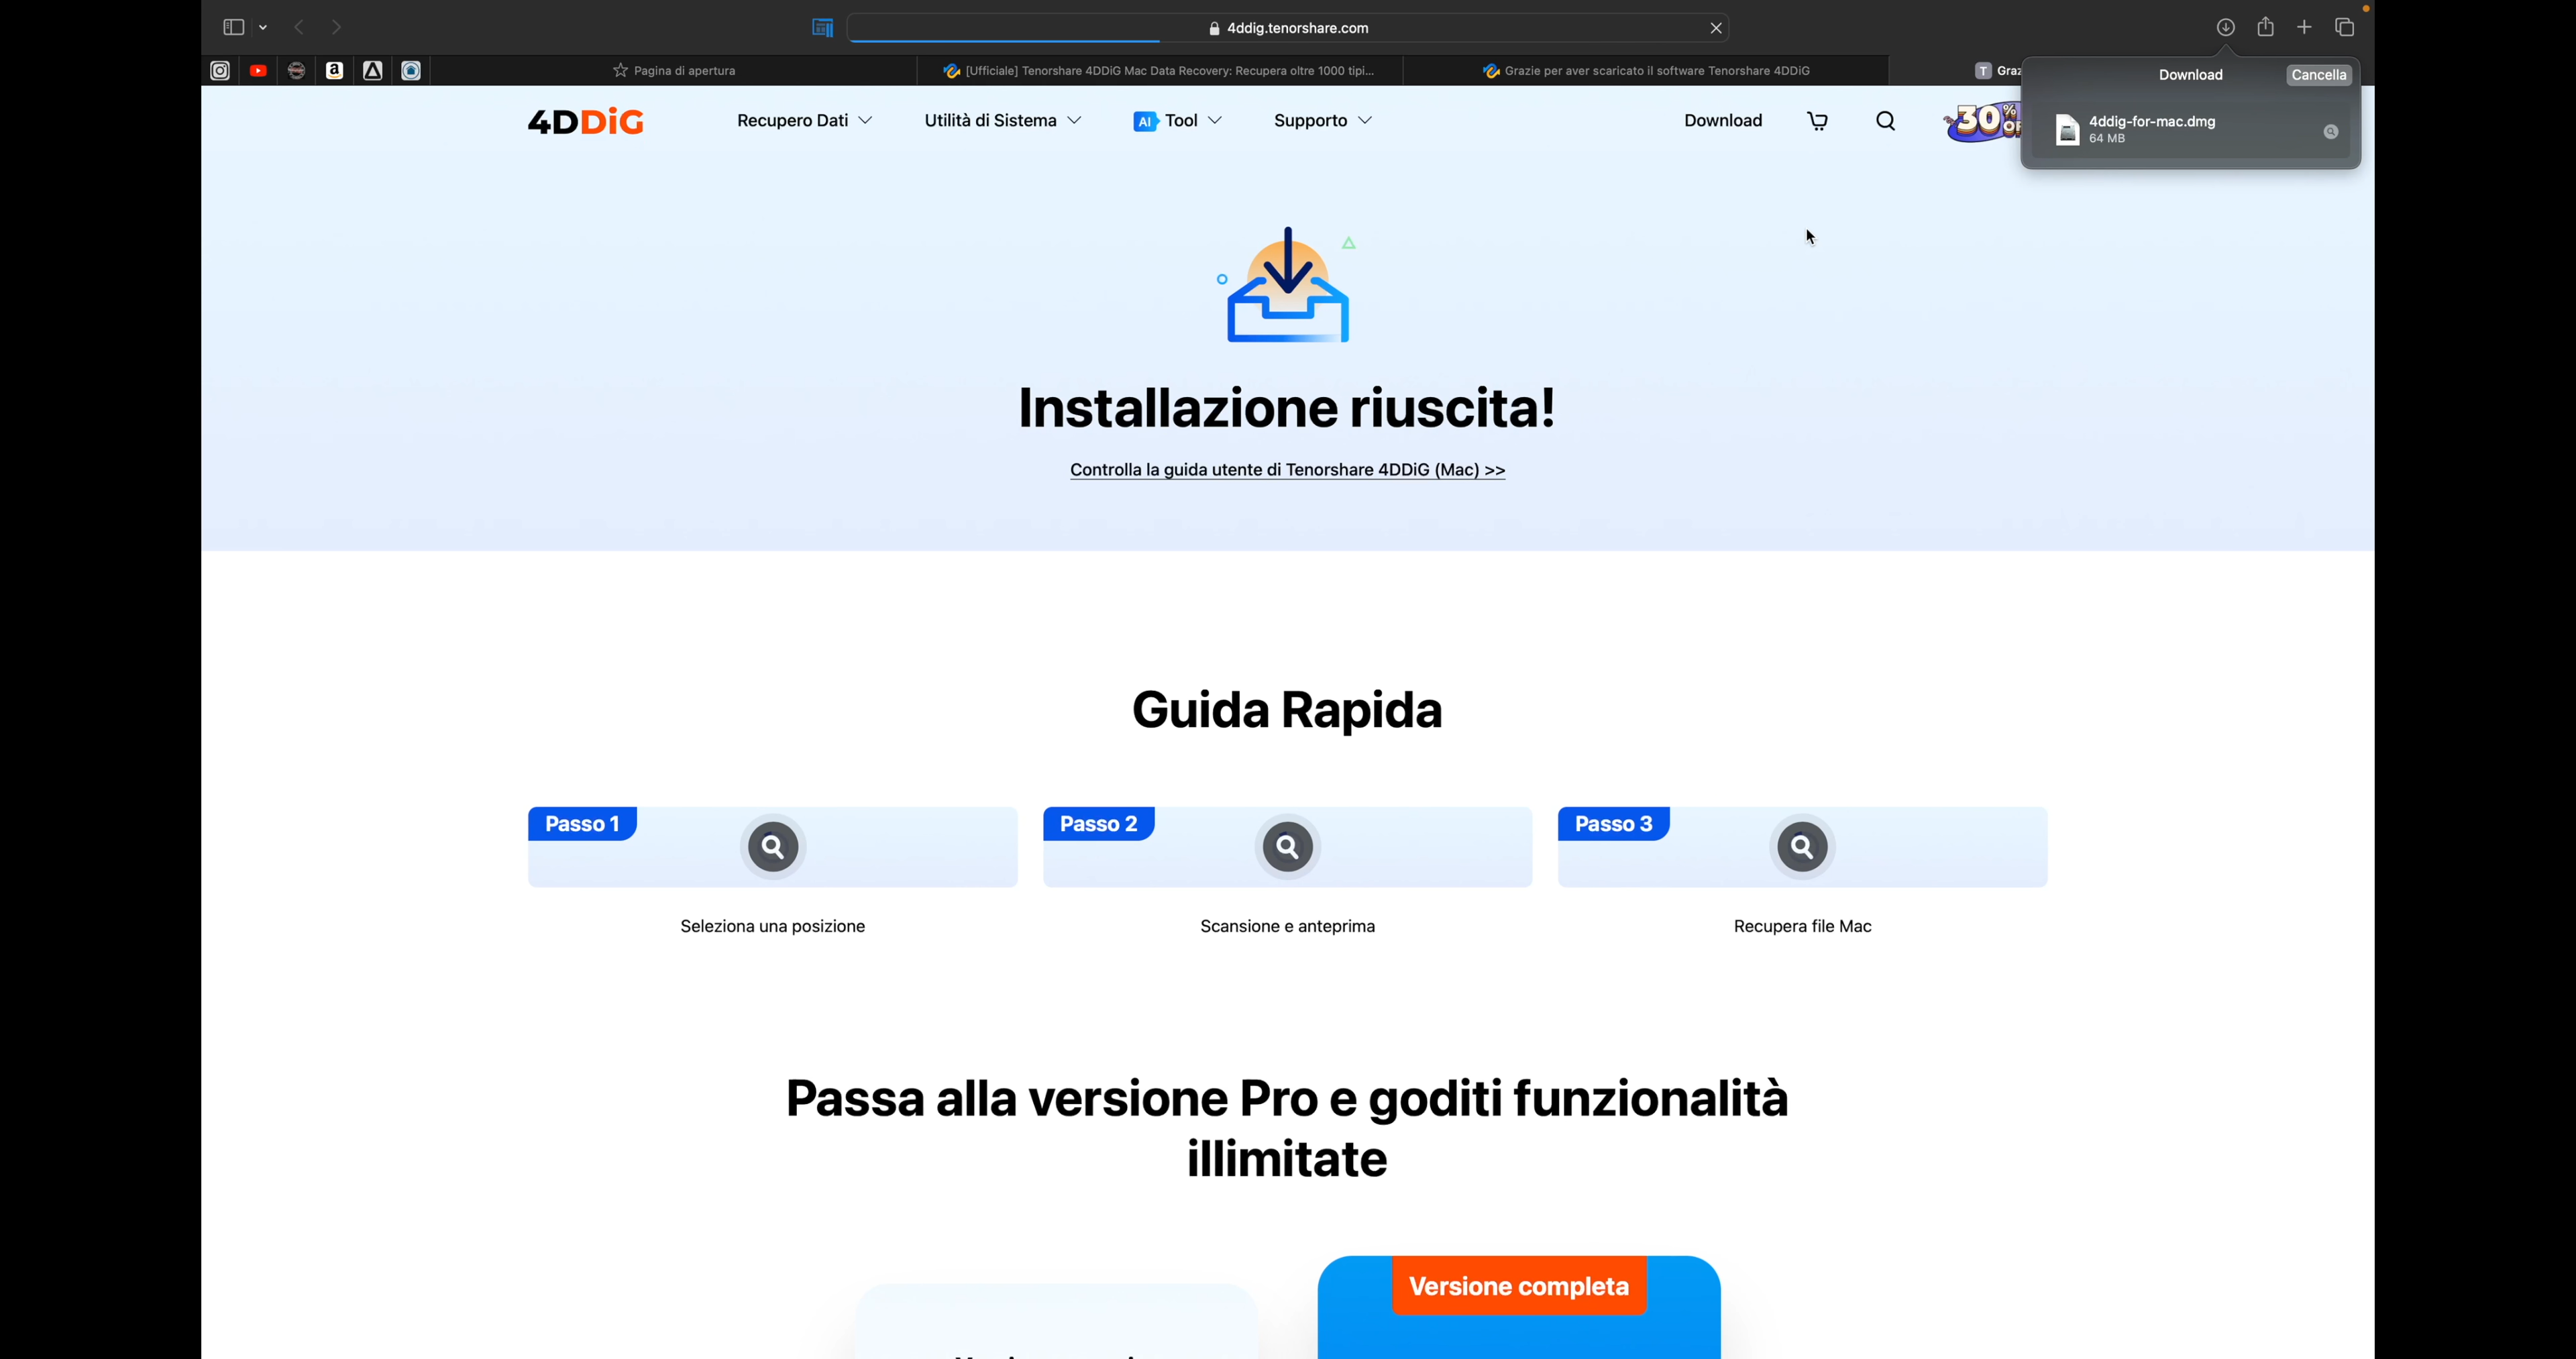 4ddig.tenorshare.com
Pagina di apertura
[Ufficiale] Tenorshare 4DDiG Mac Data Recovery: Recupera oltre 1000 tipi...
Grazie per aver scaricato il software Tenorshare 4DDiG
T
Download
Cancella
4ddig-for-mac.dmg
64 MB
4DDiG
Recupero Dati
Utilità di Sistema
AI Tool
Supporto
Download
30%
Installazione riuscita!
Controlla la guida utente di Tenorshare 4DDiG (Mac) >>
Guida Rapida
Passo 1
Passo 2
Passo 3
Seleziona una posizione
Scansione e anteprima
Recupera file Mac
Passa alla versione Pro e goditi funzionalità
illimitate
Versione completa